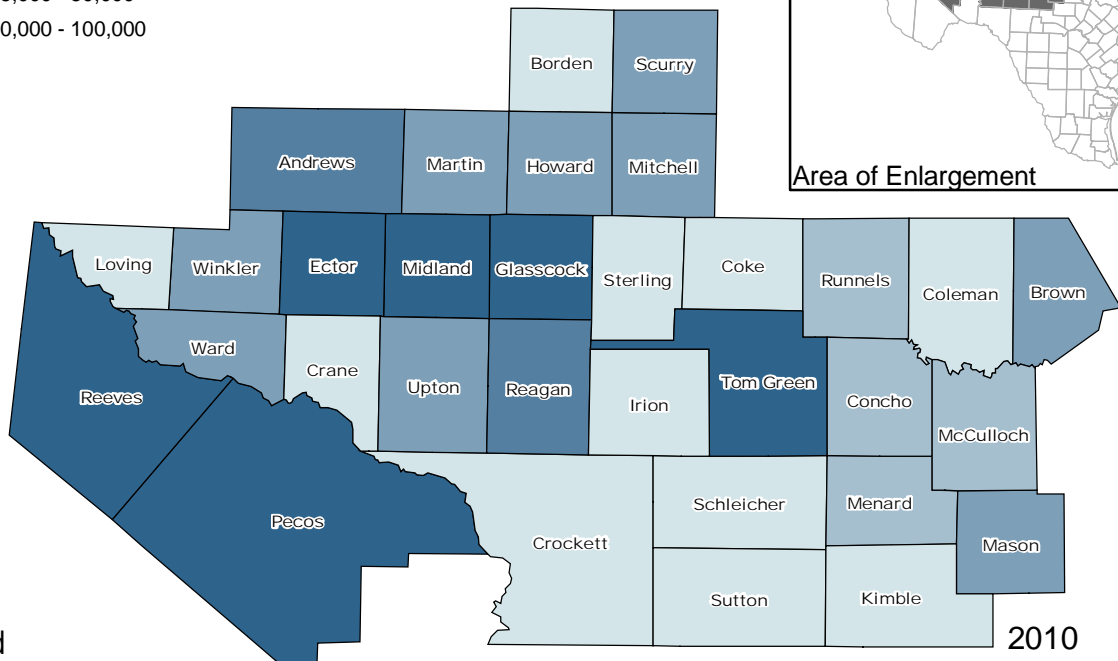 0,000 - 100,000
Area of Enlargement
Borden
Scurry
Andrews
Martin
Howard
Mitchell
Loving
Winkler
Ector
Midland
Glasscock
Sterling
Coke
Runnels
Coleman
Brown
Ward
Crane
Upton
Reagan
Irion
Tom Green
Concho
McCulloch
Reeves
Pecos
Crockett
Schleicher
Menard
Mason
Sutton
Kimble
d
2010